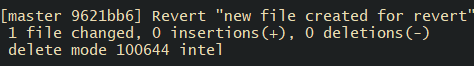 [master 9621bb6] Revert "new file created for revert"
1 file changed, 0 insertions(+), 0 deletions(-)
delete mode 100644 intel